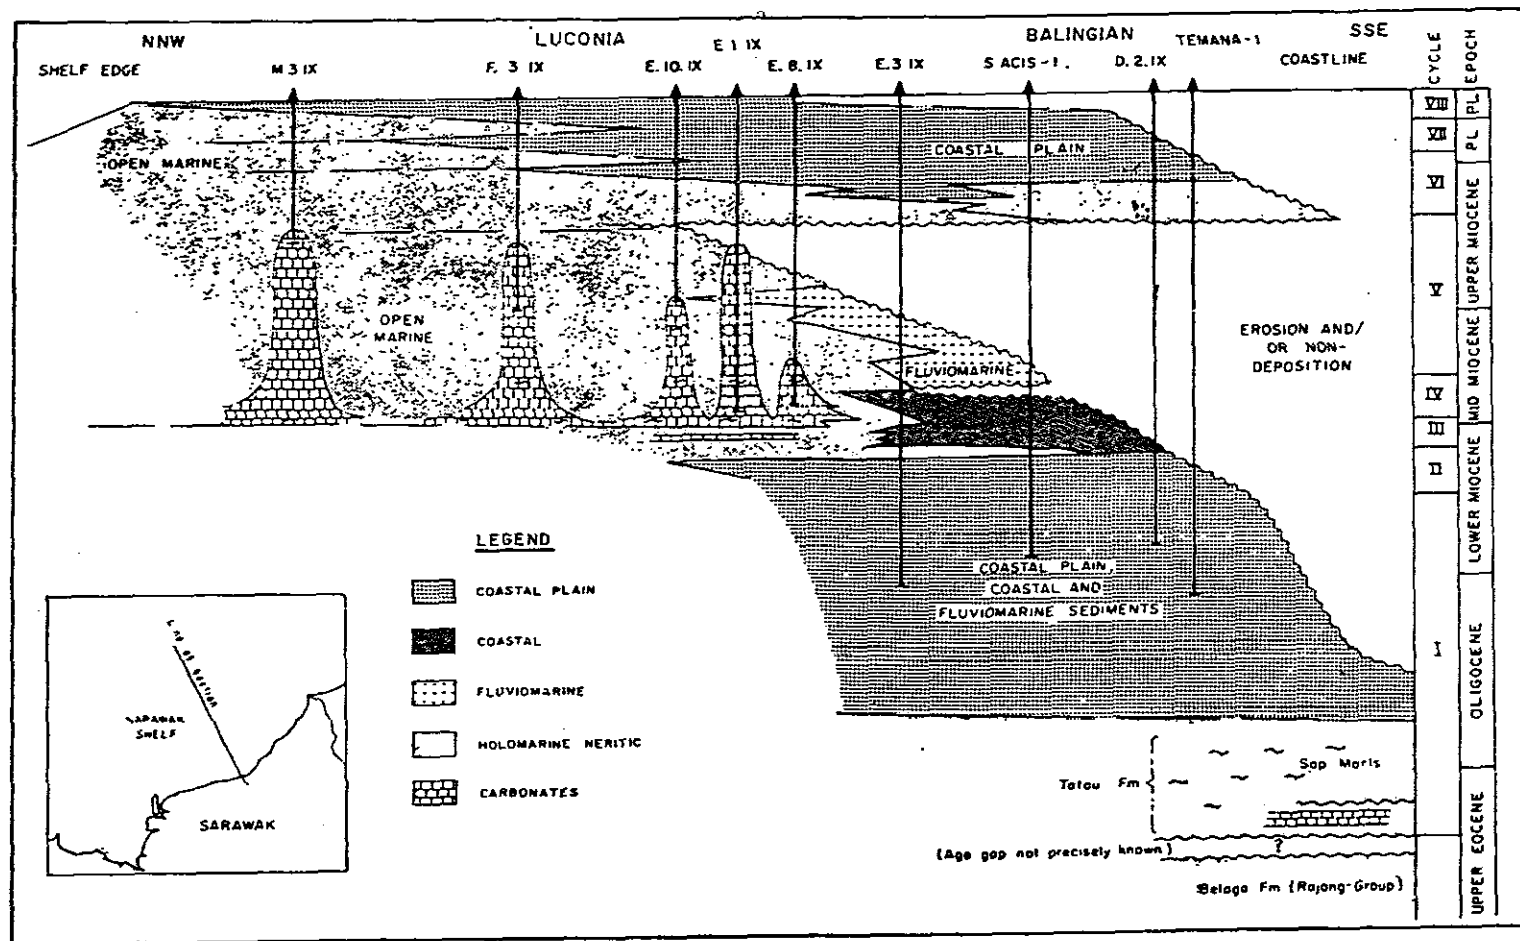 NNW
LUCONIA
BALINGIAN
SSE
SHELF EDGE
M 3 IX
F. 3 IX
E. 10. IX
E 1 IX
E. 8. IX
E.3 IX
S ACIS-1.
D. 2. IX
TEMANA-1
COASTLINE
CYCLE
EPOCH
OPEN MARINE
COASTAL PLAIN
OPEN
MARINE
FLUVIOMARINE
EROSION AND/
OR NON-
DEPOSITION
COASTAL PLAIN,
COASTAL AND
FLUVIOMARINE SEDIMENTS
VIII
VII
VI
V
IV
III
II
I
PL
PL
UPPER MIOCENE
MID MIOCENE
LOWER MIOCENE
OLIGOCENE
UPPER EOCENE
LEGEND
COASTAL PLAIN
COASTAL
FLUVIOMARINE
HOLOMARINE NERITIC
CARBONATES
SARAWAK
SHELF
SARAWAK
Tatau Fm
Sap Marls
(Age gap not precisely known)
?
Belaga Fm (Rajang-Group)